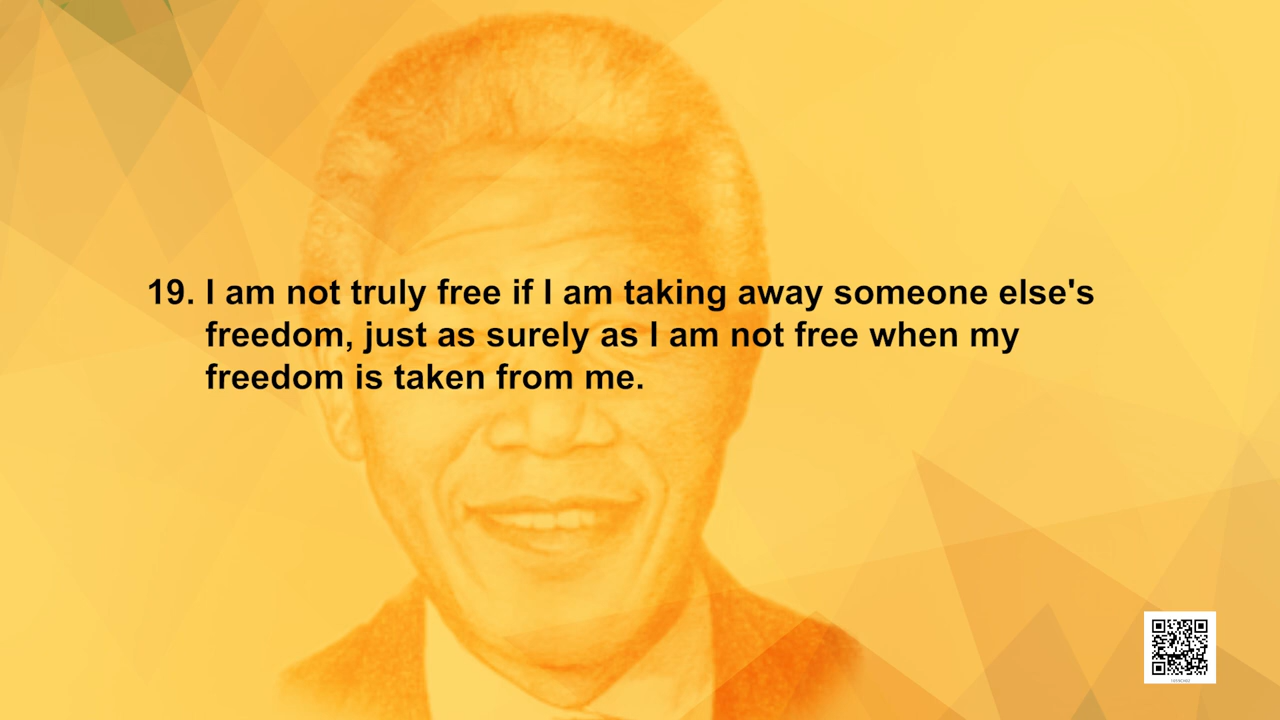 19. I am not truly free if I am taking away someone else's
freedom, just as surely as I am not free when my
freedom is taken from me.